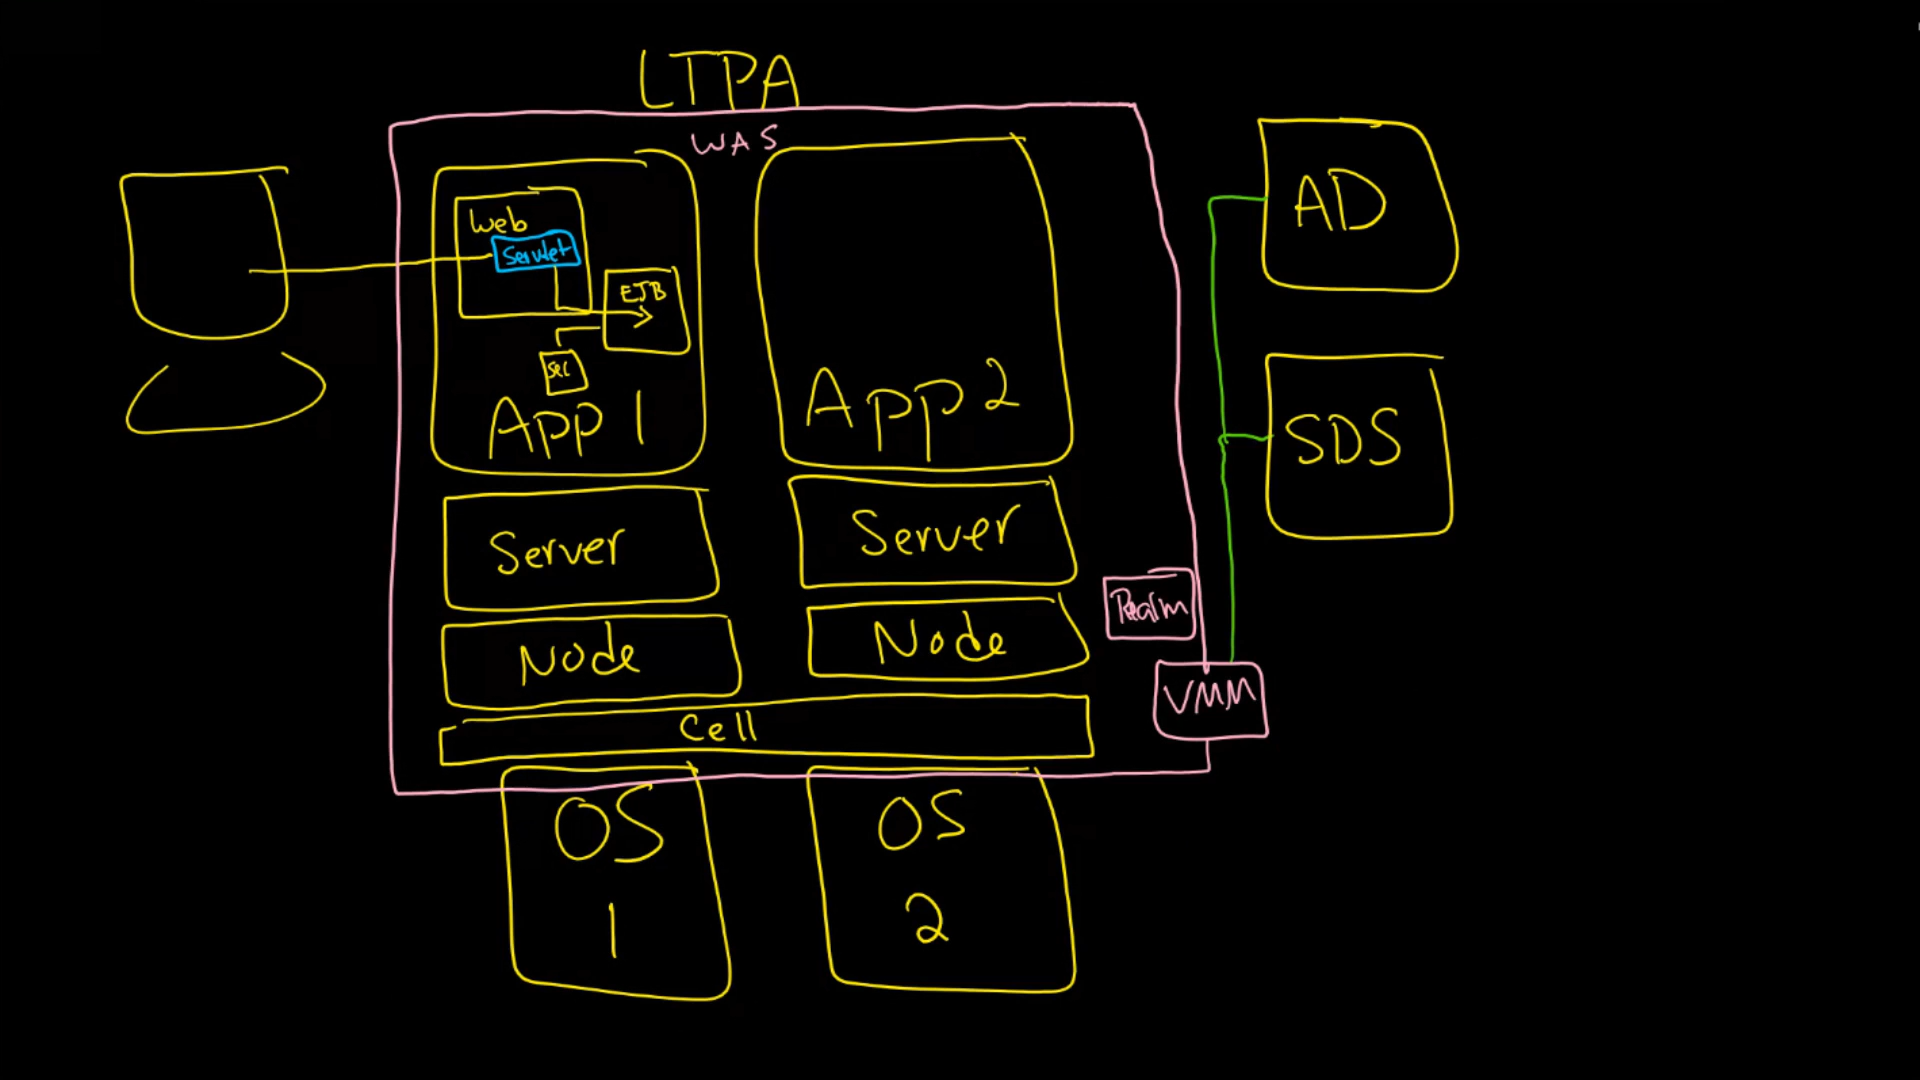 LTPA
WAS
Web
Servlet
EJB
Sec
APP 1
App 2
Server
Server
Node
Node
Cell
OS
1
OS
2
Realm
VMM
AD
SDS